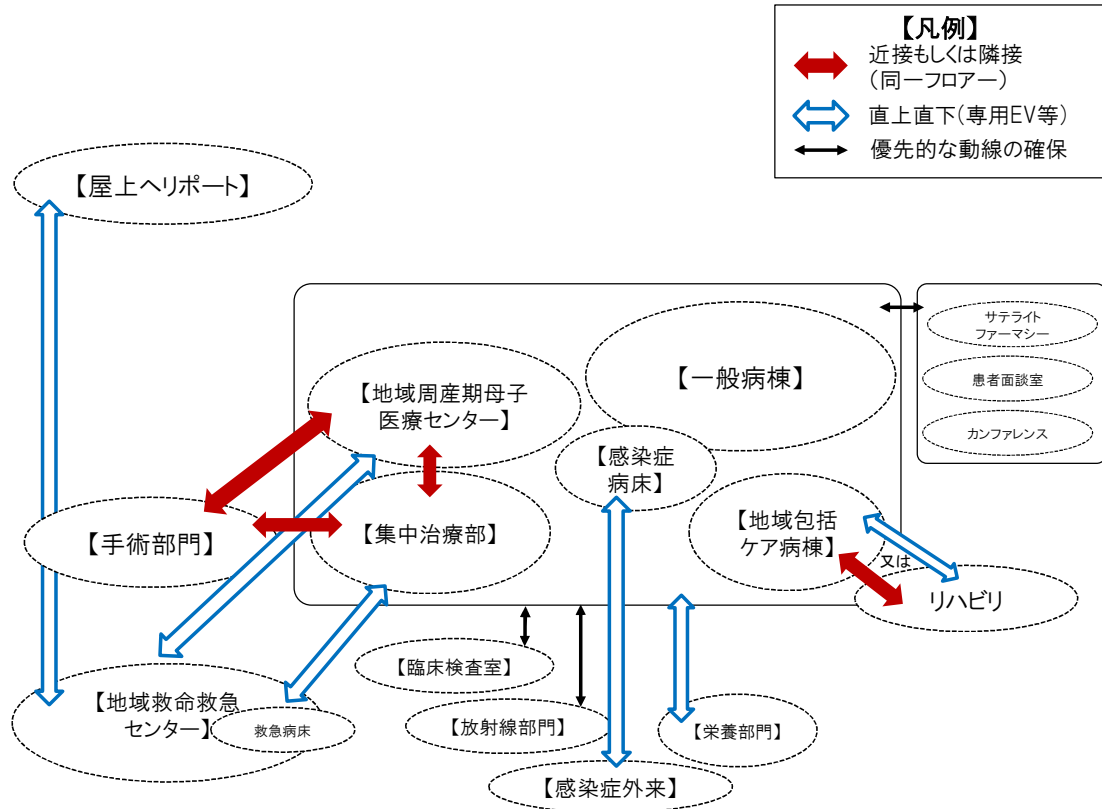 【凡例】
近接もしくは隣接
(同一フロアー)
直上直下(専用EV等)
優先的な動線の確保
【屋上ヘリポート】
サテライト
ファーマシー
患者面談室
カンファレンス
【一般病棟】
【地域周産期母子
医療センター】
【感染症
病床】
【手術部門】
【集中治療部】
【地域包括
ケア病棟】
又は
リハビリ
【臨床検査室】
【地域救命救急
センター】
救急病床
【放射線部門】
【栄養部門】
【感染症外来】